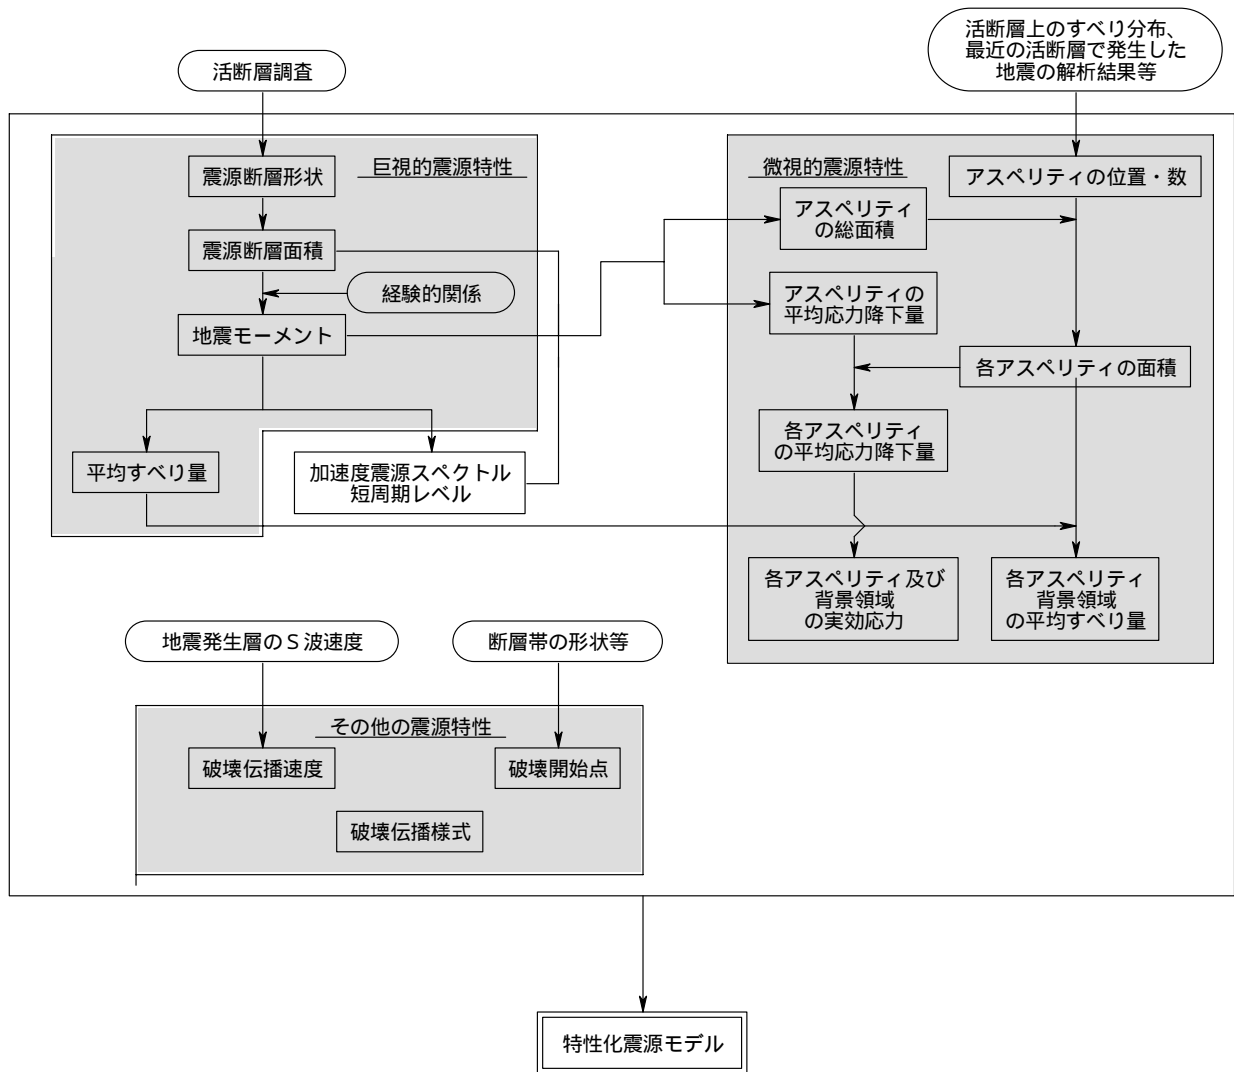 活断層調査
活断層上のすべり分布、
最近の活断層で発生した
地震の解析結果等
巨視的震源特性
震源断層形状
震源断層面積
経験的関係
地震モーメント
平均すべり量
加速度震源スペクトル
短周期レベル
微視的震源特性
アスペリティの位置・数
アスペリティ
の総面積
アスペリティの
平均応力降下量
各アスペリティの面積
各アスペリティ
の平均応力降下量
各アスペリティ及び
背景領域
の実効応力
各アスペリティ
背景領域
の平均すべり量
地震発生層のS波速度
断層帯の形状等
その他の震源特性
破壊伝播速度
破壊開始点
破壊伝播様式
特性化震源モデル